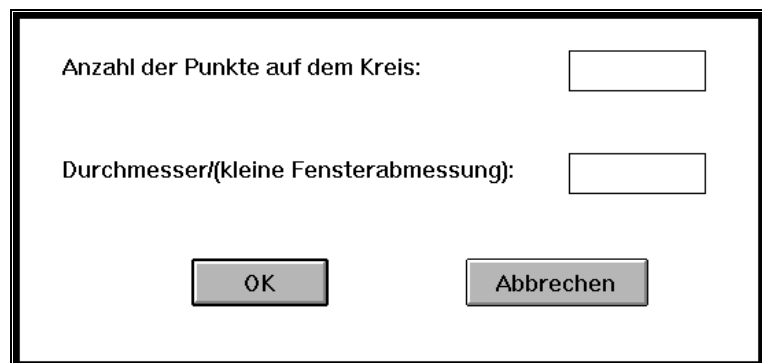 Anzahl der Punkte auf dem Kreis:
Durchmesser/(kleine Fensterabmessung):
OK
Abbrechen